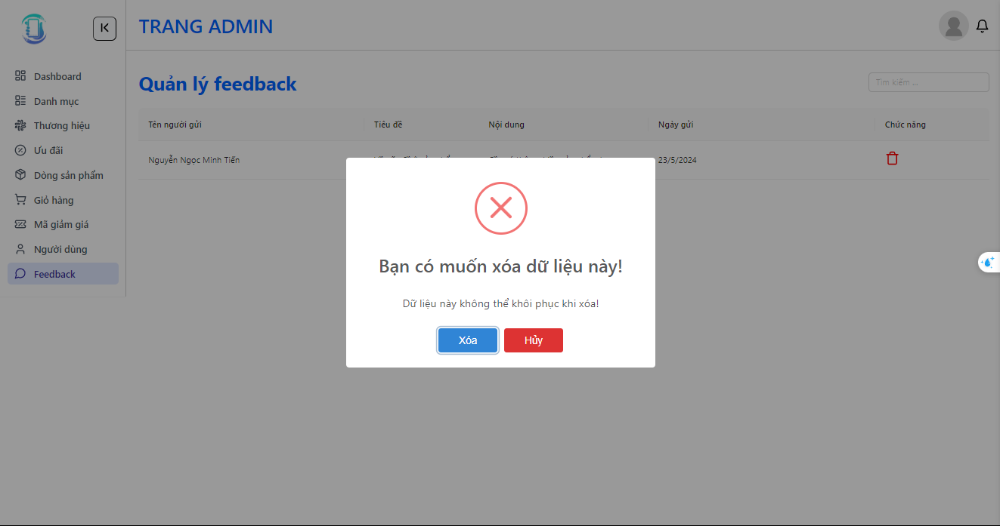 TRANG ADMIN
Dashboard
Danh mục
Thương hiệu
Ưu đãi
Dòng sản phẩm
Giỏ hàng
Mã giảm giá
Người dùng
Feedback
Quản lý feedback
Tìm kiếm ...
Tên người gửi Tiêu đề Nội dung Ngày gửi Chức năng
Nguyễn Ngọc Minh Tiến 23/5/2024
Bạn có muốn xóa dữ liệu này!
Dữ liệu này không thể khôi phục khi xóa!
Xóa Hủy